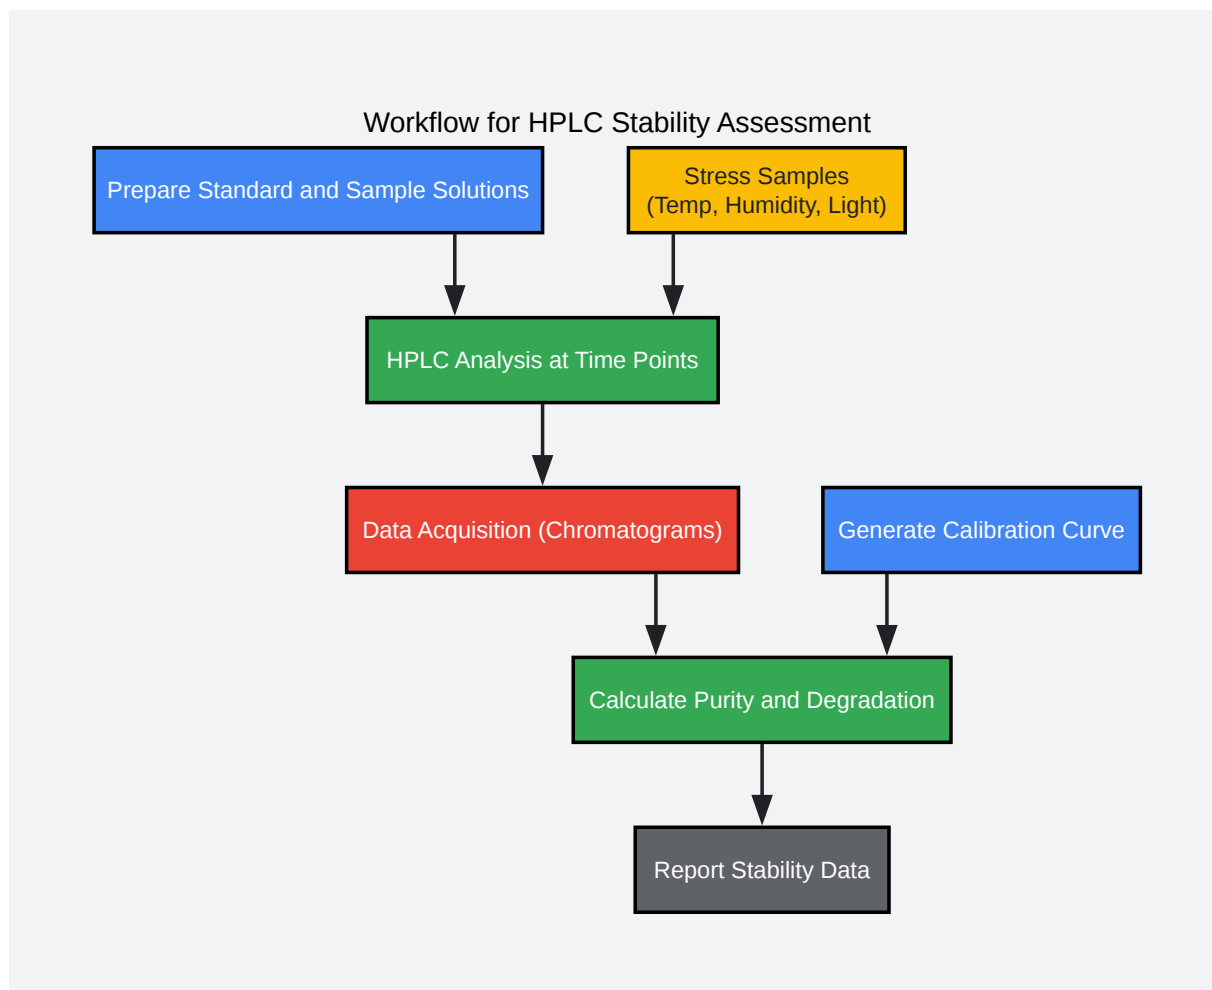 Workflow for HPLC Stability Assessment
Prepare Standard and Sample Solutions
Stress Samples
(Temp, Humidity, Light)
HPLC Analysis at Time Points
Data Acquisition (Chromatograms)
Generate Calibration Curve
Calculate Purity and Degradation
Report Stability Data